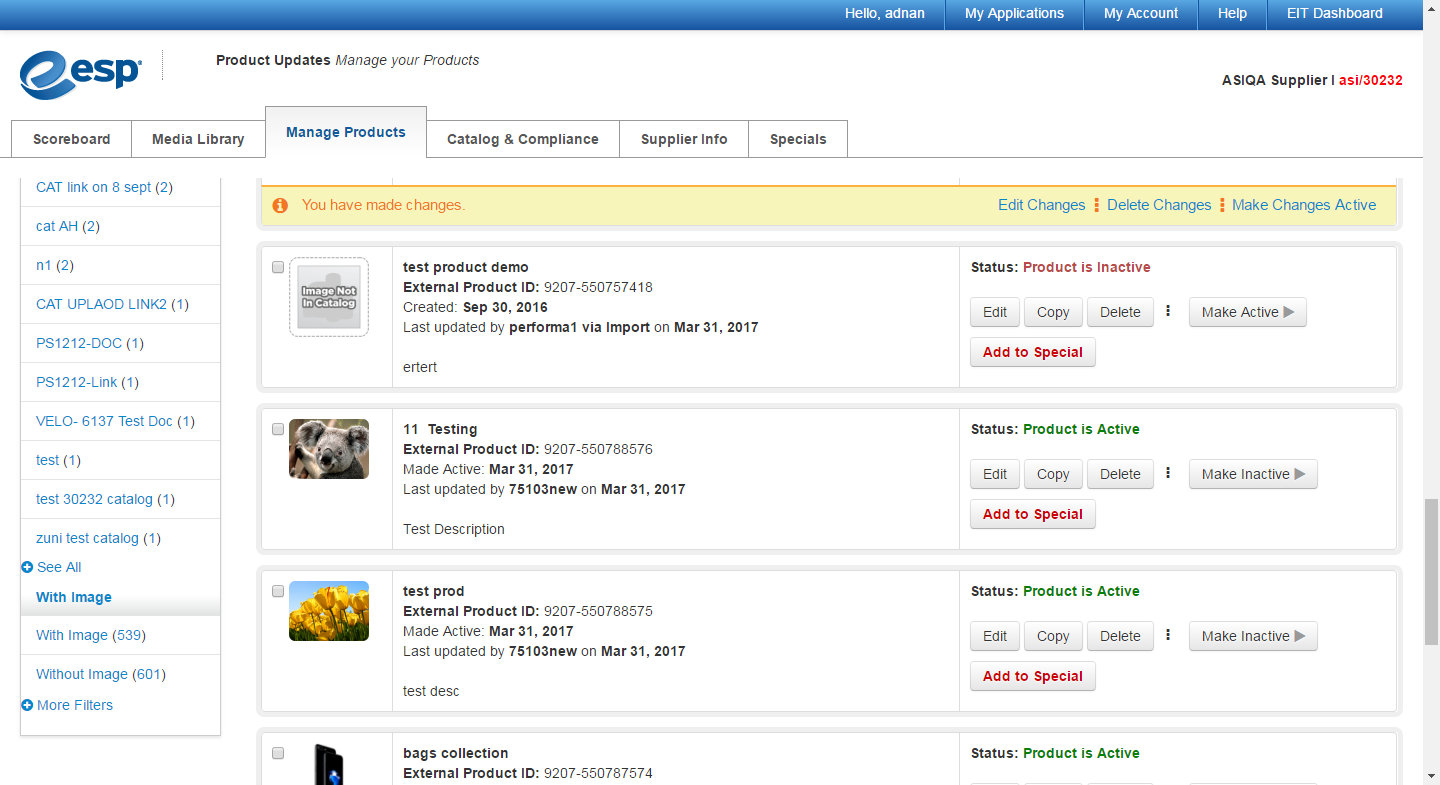 Hello, adnan
My Applications
My Account
Help
EIT Dashboard
esp
Product Updates Manage your Products
ASIQA Supplier I asi/30232
Scoreboard
Media Library
Manage Products
Catalog & Compliance
Supplier Info
Specials
CAT link on 8 sept (2)
cat AH (2)
n1 (2)
CAT UPLAOD LINK2 (1)
PS1212-DOC (1)
PS1212-Link (1)
VELO- 6137 Test Doc (1)
test (1)
test 30232 catalog (1)
zuni test catalog (1)
See All
With Image
With Image (539)
Without Image (601)
More Filters
You have made changes.
Edit Changes
Delete Changes
Make Changes Active
Image Not
In Catalog
test product demo
External Product ID: 9207-550757418
Created: Sep 30, 2016
Last updated by performa1 via Import on Mar 31, 2017
ertert
Status: Product is Inactive
Edit
Copy
Delete
Make Active
Add to Special
11 Testing
External Product ID: 9207-550788576
Made Active: Mar 31, 2017
Last updated by 75103new on Mar 31, 2017
Test Description
Status: Product is Active
Edit
Copy
Delete
Make Inactive
Add to Special
test prod
External Product ID: 9207-550788575
Made Active: Mar 31, 2017
Last updated by 75103new on Mar 31, 2017
test desc
Status: Product is Active
Edit
Copy
Delete
Make Inactive
Add to Special
bags collection
External Product ID: 9207-550787574
Status: Product is Active